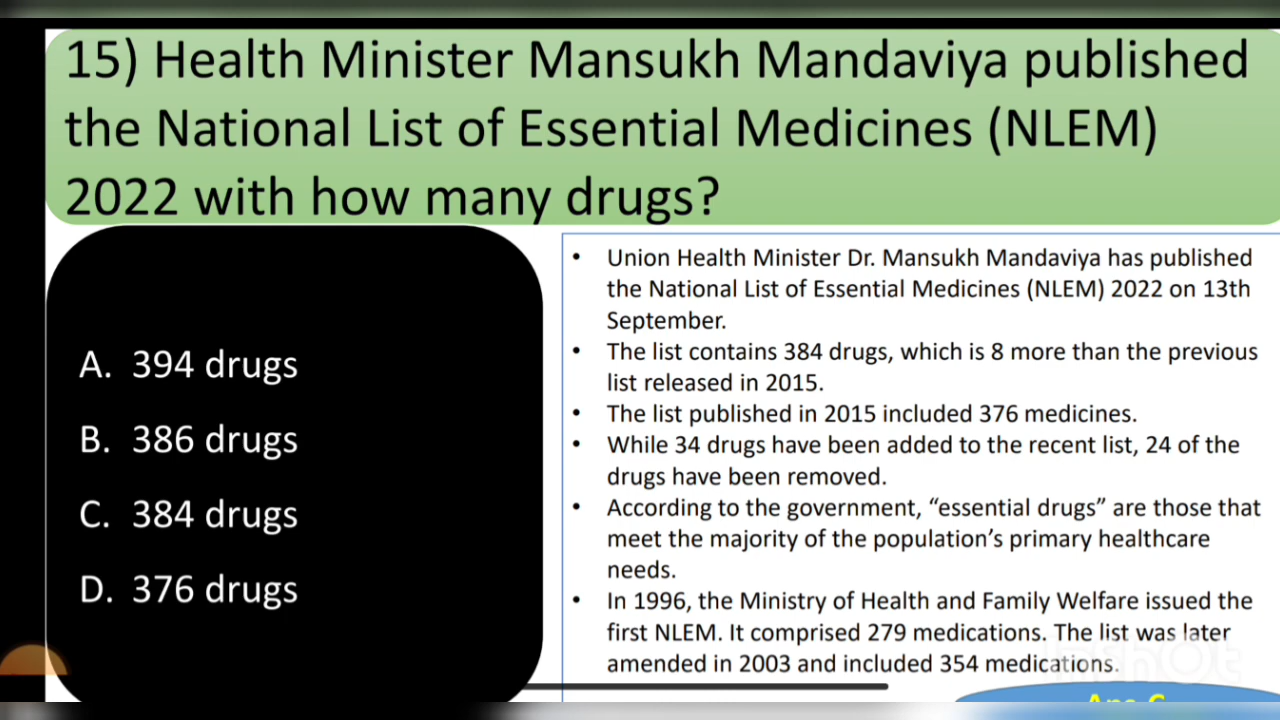 15) Health Minister Mansukh Mandaviya published
the National List of Essential Medicines (NLEM)
2022 with how many drugs?
A. 394 drugs
B. 386 drugs
C. 384 drugs
D. 376 drugs
• Union Health Minister Dr. Mansukh Mandaviya has published
the National List of Essential Medicines (NLEM) 2022 on 13th
September.
• The list contains 384 drugs, which is 8 more than the previous
list released in 2015.
• The list published in 2015 included 376 medicines.
• While 34 drugs have been added to the recent list, 24 of the
drugs have been removed.
• According to the government, “essential drugs” are those that
meet the majority of the population’s primary healthcare
needs.
• In 1996, the Ministry of Health and Family Welfare issued the
first NLEM. It comprised 279 medications. The list was later
amended in 2003 and included 354 medications.
InShOt